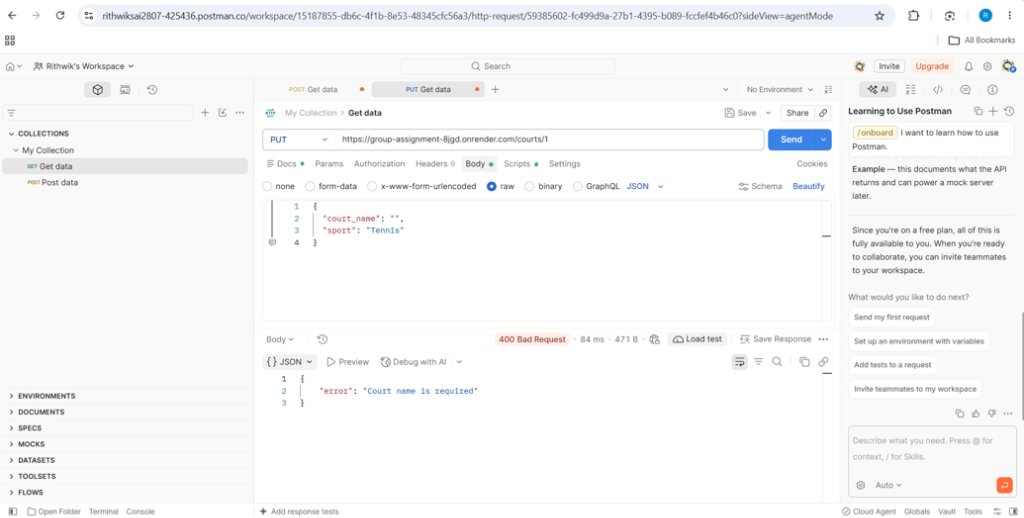 rithwiksai2807-425436.postman.co/workspace/15187855-db6c-4f1b-8e53-48345cfc56a3/http-request/59385602-fc499d9a-27b1-4395-b089-fccfef4b46c0?sideView=agentMode
R
All Bookmarks
Rithwik's Workspace
Search
Invite
Upgrade
POST Get data
PUT Get data
No Environment
AI
My Collection > Get data
Save
Share
Learning to Use Postman
COLLECTIONS
My Collection
GET Get data
POST Post data
PUT
https://group-assignment-8jgd.onrender.com/courts/1
Send
Docs
Params
Authorization
Headers 9
Body
Scripts
Settings
Cookies
none
form-data
x-www-form-urlencoded
raw
binary
GraphQL
JSON
Schema
Beautify
1 {
2 "court_name": "",
3 "sport": "Tennis"
4 }
Body
400 Bad Request
84 ms
471 B
Load test
Save Response
{} JSON
Preview
Debug with AI
1 {
2 "error": "Court name is required"
3 }
/onboard I want to learn how to use
Postman.
Example — this documents what the API
returns and can power a mock server
later.
Since you're on a free plan, all of this is
fully available to you. When you're ready
to collaborate, you can invite teammates
to your workspace.
What would you like to do next?
Send my first request
Set up an environment with variables
Add tests to a request
Invite teammates to my workspace
Describe what you need. Press @ for
context, / for Skills.
Auto
ENVIRONMENTS
DOCUMENTS
SPECS
MOCKS
DATASETS
TOOLSETS
FLOWS
Open Folder
Terminal
Console
Add response tests
Cloud Agent
Globals
Vault
Tools